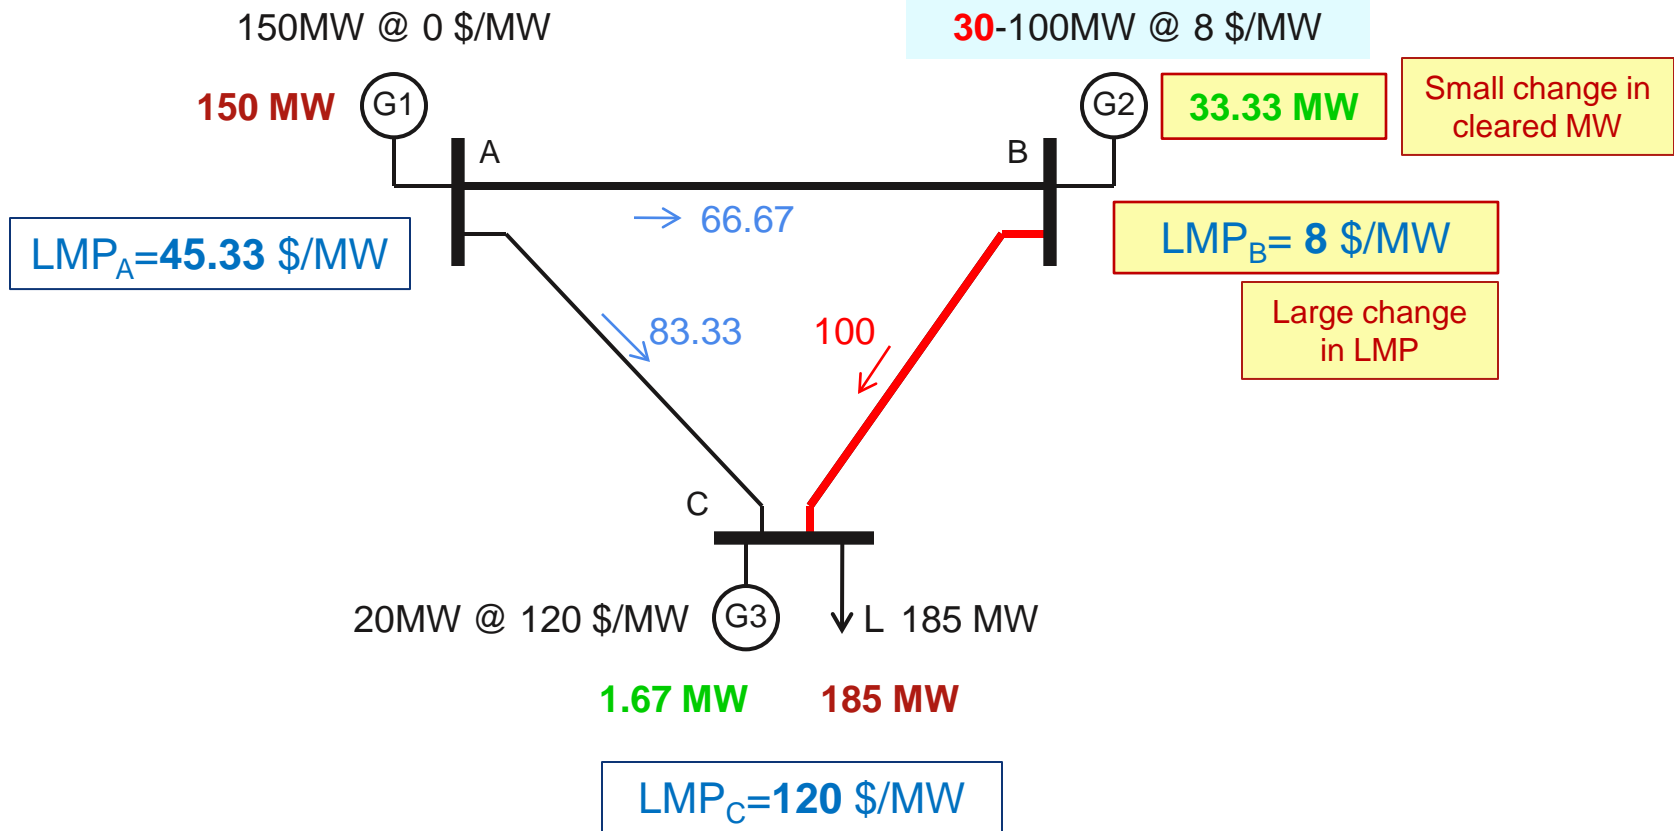 150MW @ 0 $/MW
30-100MW @ 8 $/MW
150 MW
G1
G2
33.33 MW
Small change in
cleared MW
A
B
66.67
LMPA=45.33 $/MW
LMPB= 8 $/MW
83.33
100
Large change
in LMP
C
20MW @ 120 $/MW
G3
L 185 MW
1.67 MW
185 MW
LMPC=120 $/MW